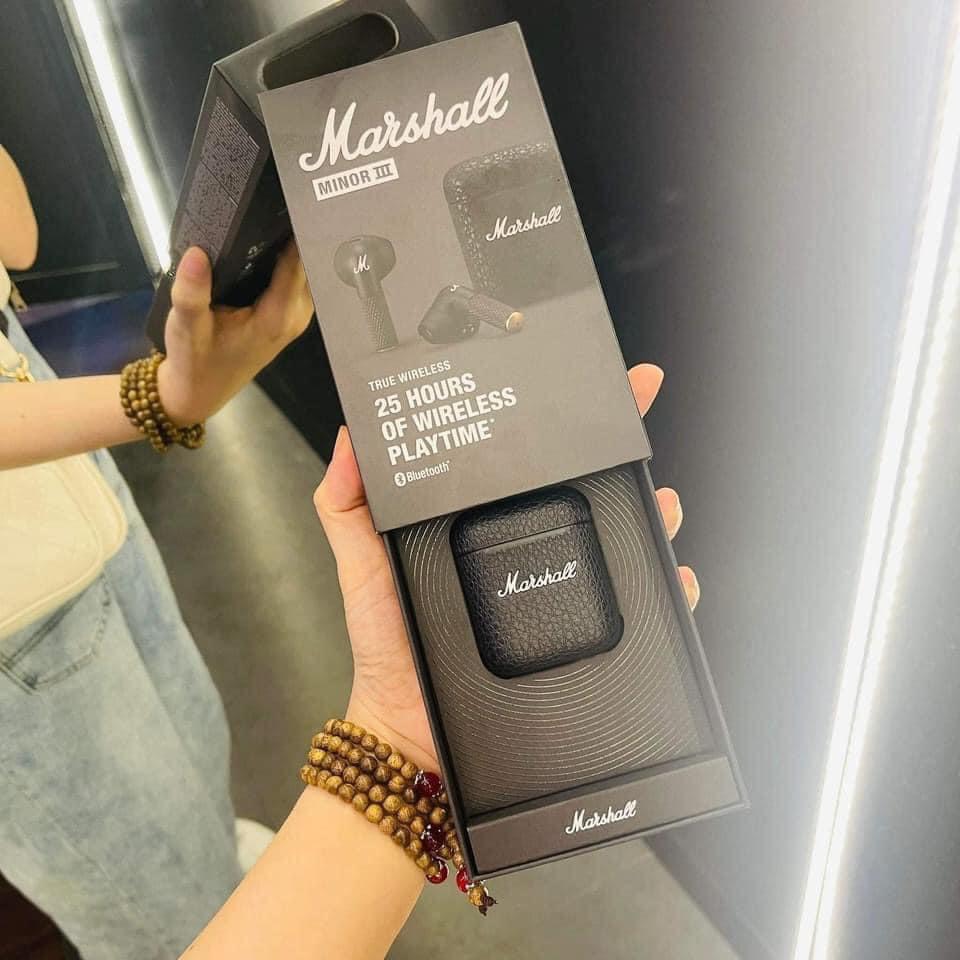 Marshall
MINOR III
Marshall
M
TRUE WIRELESS
25 HOURS
OF WIRELESS
PLAYTIME*
Bluetooth®
Marshall
Marshall